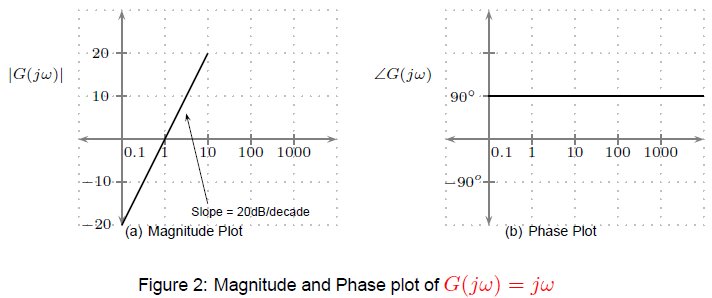 |G(jω)|
20
10
0.1 1 10 100 1000
−10
−20
Slope = 20dB/decade
(a) Magnitude Plot
∠G(jω)
90°
0.1 1 10 100 1000
−90°
(b) Phase Plot
Figure 2: Magnitude and Phase plot of G(jω) = jω